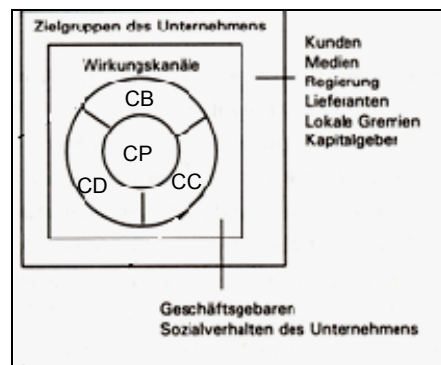 Zielgruppen des Unternehmens
Wirkungskanäle
CB
CP
CD
CC
Kunden
Medien
Regierung
Lieferanten
Lokale Gremien
Kapitalgeber
Geschäftsgebaren
Sozialverhalten des Unternehmens